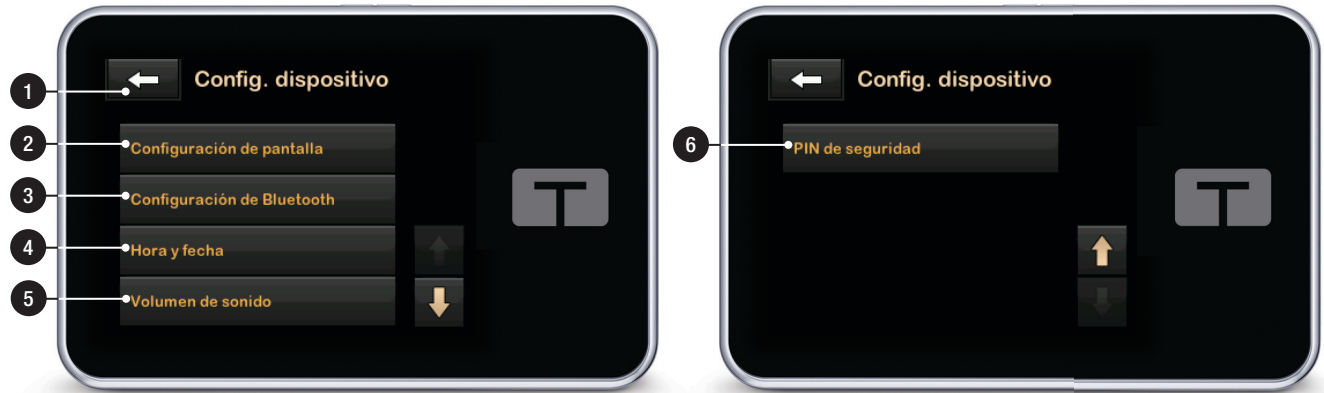 Config. dispositivo
1
2 Configuración de pantalla
3 Configuración de Bluetooth
4 Hora y fecha
5 Volumen de sonido
Config. dispositivo
6 PIN de seguridad